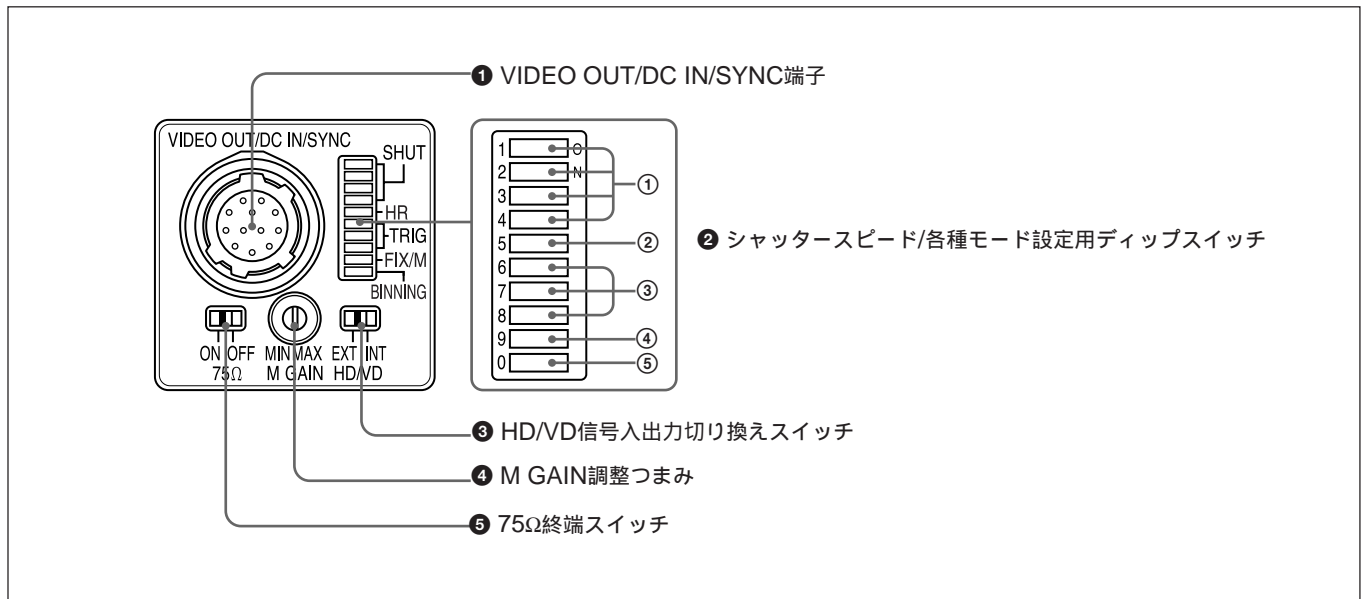 ❶ VIDEO OUT/DC IN/SYNC端子
VIDEO OUT/DC IN/SYNC
SHUT
HR
TRIG
FIX/M
BINNING
ON OFF
75Ω
MIN MAX
M GAIN
EXT INT
HD/VD
1 O
2 N
3
4
5
6
7
8
9
0
①
②
③
④
⑤
❷ シャッタースピード/各種モード設定用ディップスイッチ
❸ HD/VD信号入出力切り換えスイッチ
❹ M GAIN調整つまみ
❺ 75Ω終端スイッチ